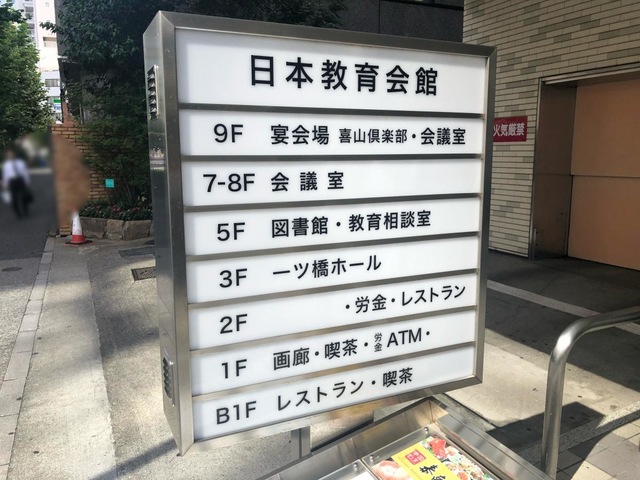 日本教育会館
9F 宴会場 喜山倶楽部・会議室
7-8F 会議室
5F 図書館・教育相談室
3F 一ツ橋ホール
2F ・労金・レストラン
1F 画廊・喫茶・労金ATM・
B1F レストラン・喫茶
火気厳禁